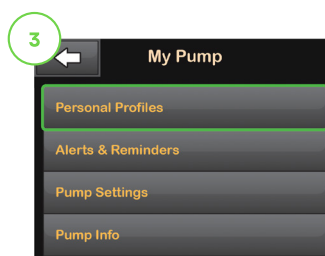 3
My Pump
Personal Profiles
Alerts & Reminders
Pump Settings
Pump Info